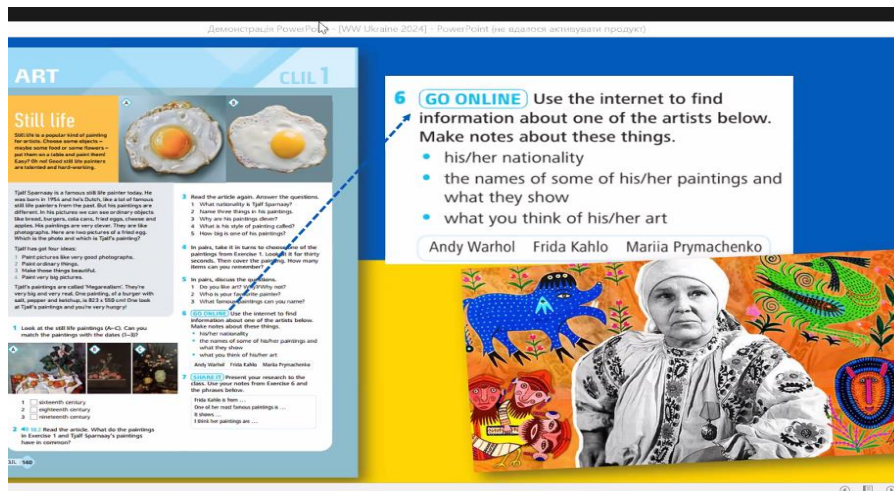 Демонстрація PowerPoint - [WW Ukraine 2024] - PowerPoint (не вдалося активувати продукт)
ART
CLIL 1
Still life
Still life is a popular kind of painting
for artists. Choose some objects –
maybe some food or some flowers –
put them on a table and paint them!
Easy? Oh no! Good still life painters
are talented and hard-working.
A
B
Tjalf Sparnaay is a famous still life painter today. He
was born in 1954 and he's Dutch, like a lot of famous
still life painters from the past. But his paintings are
different. In his pictures we can see ordinary objects
like bread, burgers, cola cans, fried eggs, cheese and
apples. His paintings are very clever. They are like
photographs. Here are two pictures of a fried egg.
Which is the photo and which is Tjalf's painting?
Tjalf has got four ideas:
1 Paint pictures like very good photographs.
2 Paint ordinary things.
3 Make those things beautiful.
4 Paint very big pictures.
Tjalf's paintings are called 'Megarealism'. They're
very big and very real. One painting, of a burger with
salt, pepper and ketchup, is
One look
at Tjalf's paintings and you're very hungry!
1 Look at the still life paintings (A–C). Can you
match the paintings with the dates (1–3)?
A
B
C
1 sixteenth century
2 eighteenth century
3 nineteenth century
2 Read the article. What do the paintings
in Exercise 1 and Tjalf Sparnaay's paintings
have in common?
CLIL 140
3 Read the article again. Answer the questions.
1 What nationality is Tjalf Sparnaay?
2 Name three things in his paintings.
3 Why are his paintings clever?
4 What is his style of painting called?
5 How big is one of his paintings?
4 In pairs, take it in turns to choose one of the
paintings from Exercise 1. Look at it for thirty
seconds. Then cover the painting. How many
items can you remember?
5 In pairs, discuss the questions.
1 Do you like art? Why?/Why not?
2 Who is your favourite painter?
3 What famous paintings can you name?
6 GO ONLINE Use the internet to find
information about one of the artists below.
Make notes about these things.
• his/her nationality
• the names of some of his/her paintings and
what they show
• what you think of his/her art
Andy Warhol Frida Kahlo Mariia Prymachenko
7 SHARE IT Present your research to the
class. Use your notes from Exercise 6 and
the phrases below.
Frida Kahlo is from ...
One of her most famous paintings is ...
It shows ...
I think her paintings are ...
6 GO ONLINE Use the internet to find
information about one of the artists below.
Make notes about these things.
• his/her nationality
• the names of some of his/her paintings and
what they show
• what you think of his/her art
Andy Warhol Frida Kahlo Mariia Prymachenko